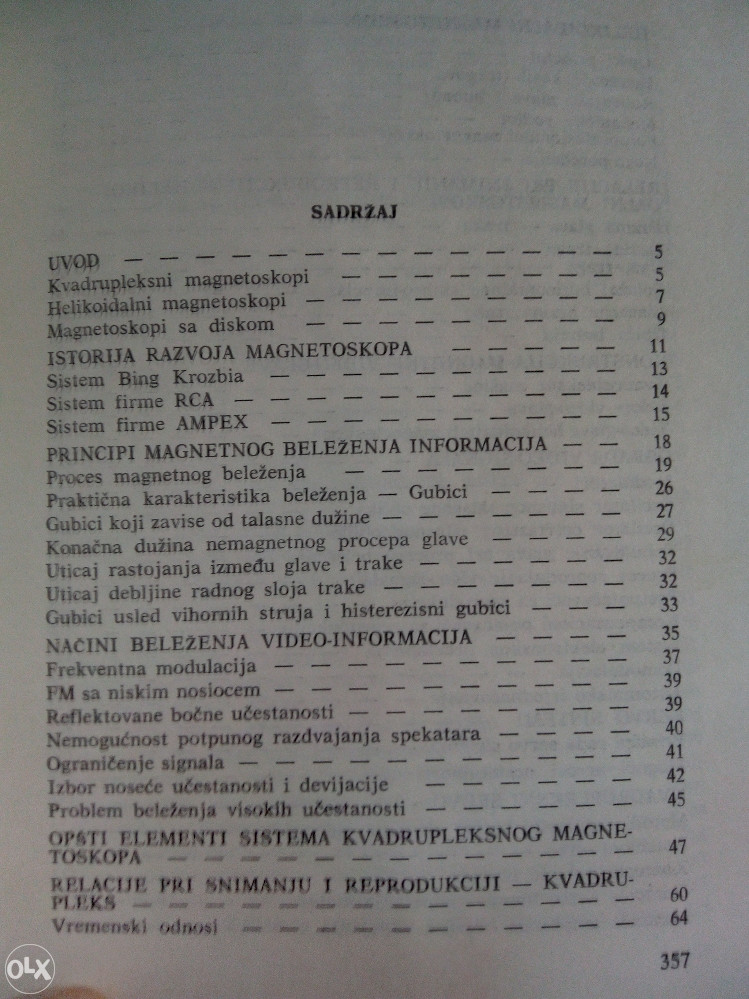 SADRŽAJ
UVOD — — — — — — — — — — — — — 5
Kvadrupleksni magnetoskopi — — — — — — — 5
Helikoidalni magnetoskopi — — — — — — — — 7
Magnetoskopi sa diskom — — — — — — — — 9
ISTORIJA RAZVOJA MAGNETOSKOPA — — — — 11
Sistem Bing Krozbia — — — — — — — — — 13
Sistem firme RCA — — — — — — — — — 14
Sistem firme AMPEX — — — — — — — — — 15
PRINCIPI MAGNETNOG BELEŽENJA INFORMACIJA — — 18
Proces magnetnog beleženja — — — — — — — 19
Praktična karakteristika beleženja — Gubici — — — — 26
Gubici koji zavise od talasne dužine — — — — — — 27
Konačna dužina nemagnetnog procepa glave — — — — 29
Uticaj rastojanja između glave i trake — — — — — — 32
Uticaj debljine radnog sloja trake — — — — — — 32
Gubici usled vihornih struja i histerezisni gubici — — — 33
NAČINI BELEŽENJA VIDEO-INFORMACIJA — — — — 35
Frekventna modulacija — — — — — — — — — 37
FM sa niskim nosiocem — — — — — — — — — 39
Reflektovane bočne učestanosti — — — — — — — 39
Nemogućnost potpunog razdvajanja spekatara — — — — 40
Ograničenje signala — — — — — — — — — — 41
Izbor noseće učestanosti i devijacije — — — — — 42
Problem beleženja visokih učestanosti — — — — — 45
OPŠTI ELEMENTI SISTEMA KVADRUPLEKSNOG MAGNE-
TOSKOPA — — — — — — — — — — — — 47
RELACIJE PRI SNIMANJU I REPRODUKCIJI — KVADRU-
PLEKS — — — — — — — — — — — — — 60
Vremenski odnosi — — — — — — — — — — 64
357
OLX